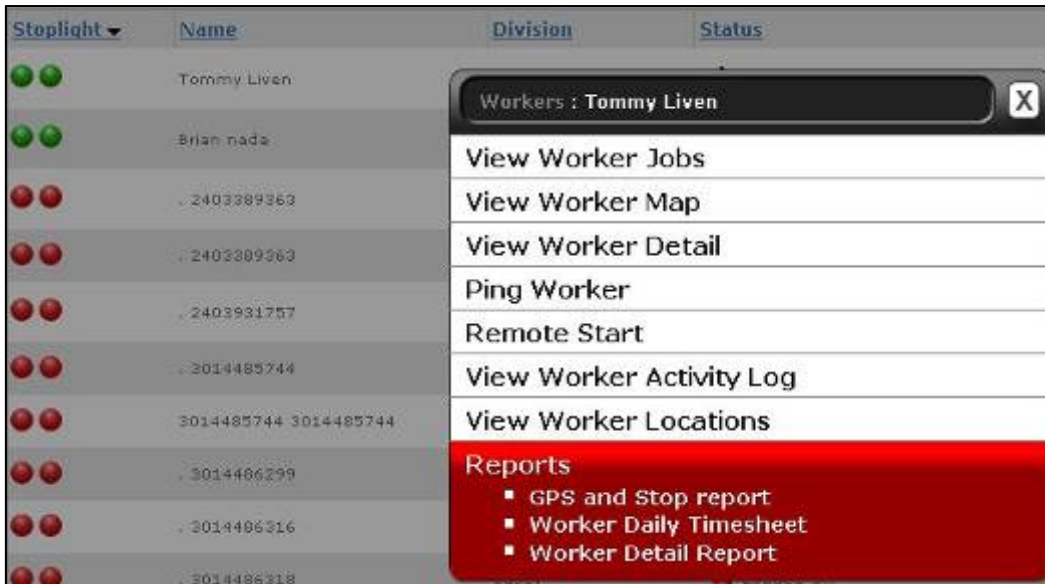 Stoplight Name Division Status
Tommy Liven
Workers : Tommy Liven X
Brian nada
View Worker Jobs
. 2403389363
View Worker Map
. 2403389363
View Worker Detail
Ping Worker
. 2403931757
Remote Start
. 3014485744
View Worker Activity Log
3014485744 3014485744
View Worker Locations
. 3014486299
Reports
GPS and Stop report
. 3014486316
Worker Daily Timesheet
Worker Detail Report
. 3014486318